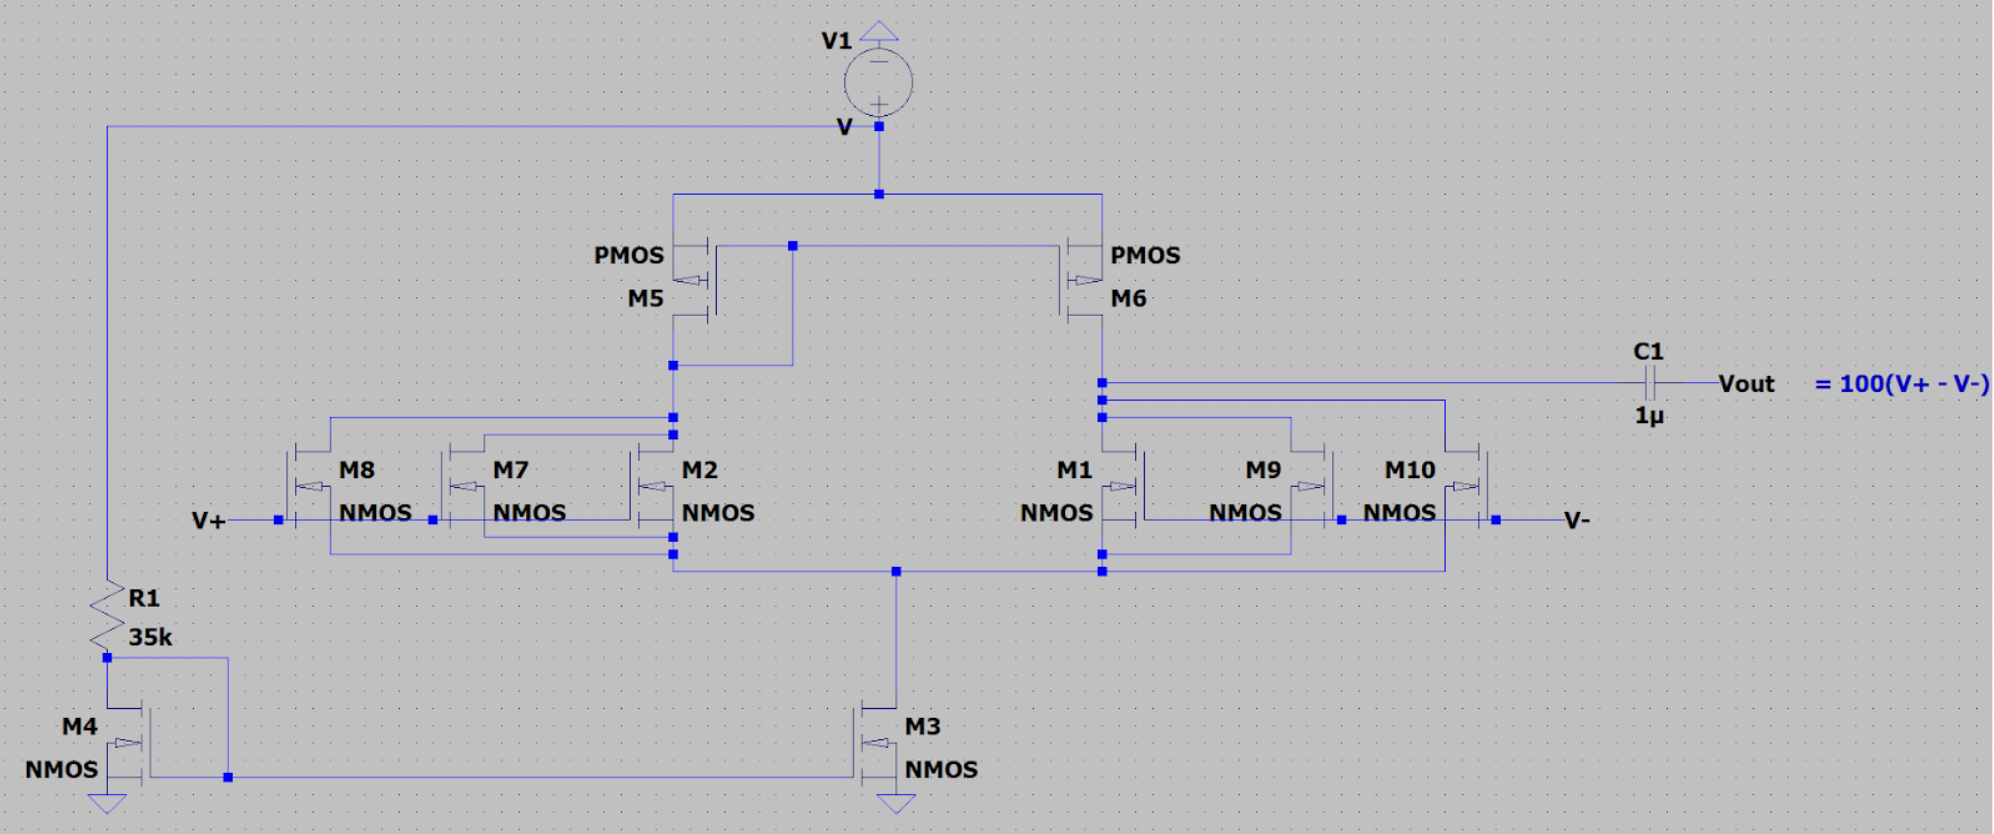 V1
V
PMOS
M5
PMOS
M6
C1
Vout = 100(V+ - V-)
1µ
M8
M7
M2
M1
M9
M10
V+
NMOS
NMOS
NMOS
NMOS
NMOS
NMOS
V-
R1
35k
M4
M3
NMOS
NMOS